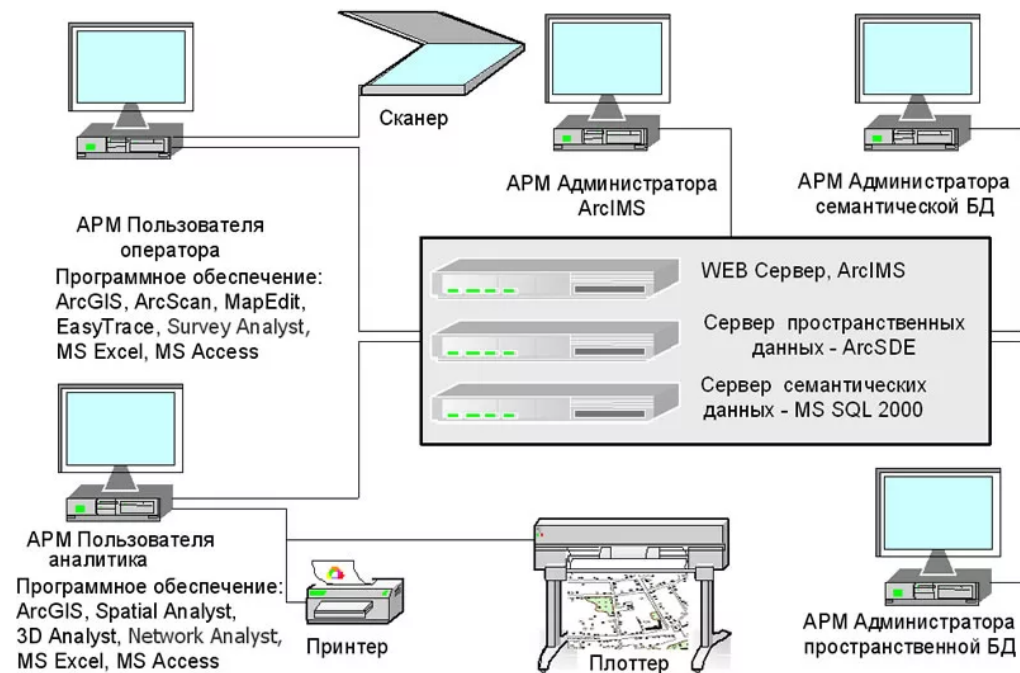 Сканер
АРМ Администратора
ArcIMS
АРМ Администратора
семантической БД
АРМ Пользователя
оператора
Программное обеспечение:
ArcGIS, ArcScan, MapEdit,
EasyTrace, Survey Analyst,
MS Excel, MS Access
WEB Сервер, ArcIMS
Сервер пространственных
данных - ArcSDE
Сервер семантических
данных - MS SQL 2000
АРМ Пользователя
аналитика
Программное обеспечение:
ArcGIS, Spatial Analyst,
3D Analyst, Network Analyst,
MS Excel, MS Access
Принтер
Плоттер
АРМ Администратора
пространственной БД